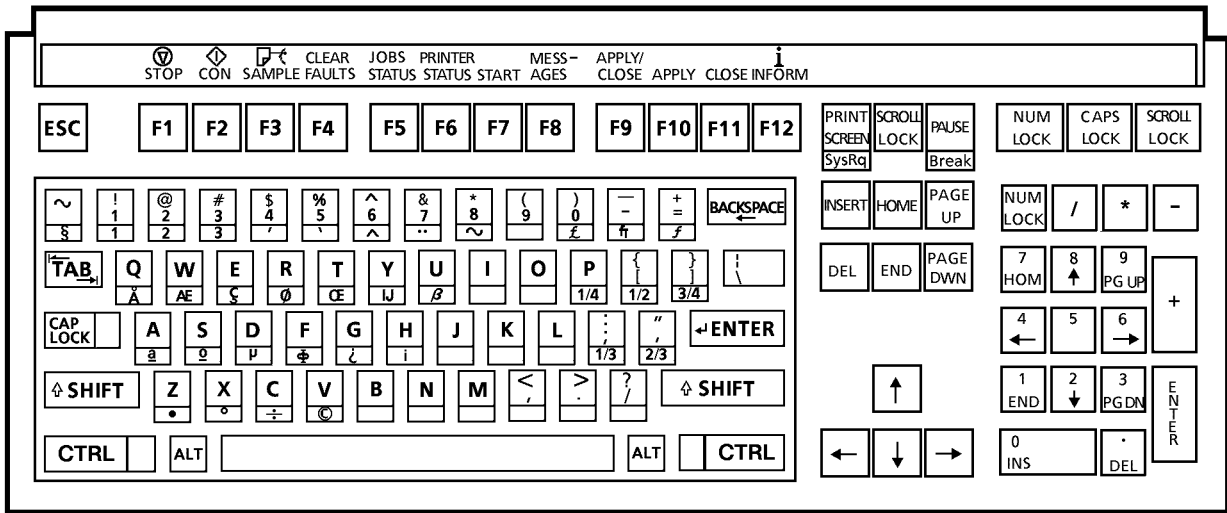 i
CLEAR JOBS PRINTER MESS- APPLY/
STOP CON SAMPLE FAULTS STATUS STATUS START AGES CLOSE APPLY CLOSE INFORM
ESC F1 F2 F3 F4 F5 F6 F7 F8 F9 F10 F11 F12
PRINT SCREEN SysRq
SCROLL LOCK
PAUSE Break
NUM LOCK
CAPS LOCK
SCROLL LOCK
~ §
! 1 1
@ 2 2
# 3 3
$ 4 ′
% 5 ‵
^ 6 ^
& 7 ¨
* 8 ~
( 9
) 0 £
— -
+ = ƒ
BACKSPACE ←
INSERT HOME PAGE UP
NUM LOCK / * -
TAB
Q Å
W Æ
E Ç
R Ø
T Œ
Y IJ
U β
I
O
P 1/4
{ [ 1/2
} ] 3/4
¦ \
DEL END PAGE DWN
7 HOM
8 ↑
9 PG UP
+
CAP LOCK
A ª
S º
D µ
F Φ
G ¿
H ¡
J
K
L
: ; 1/3
" ' 2/3
↵ ENTER
4 ←
5
6 →
⇧ SHIFT
Z •
X °
C ÷
V ©
B
N
M
< ,
> .
? /
⇧ SHIFT
↑
1 END
2 ↓
3 PG DN
ENTER
CTRL ALT ALT CTRL
← ↓ →
0 INS
. DEL